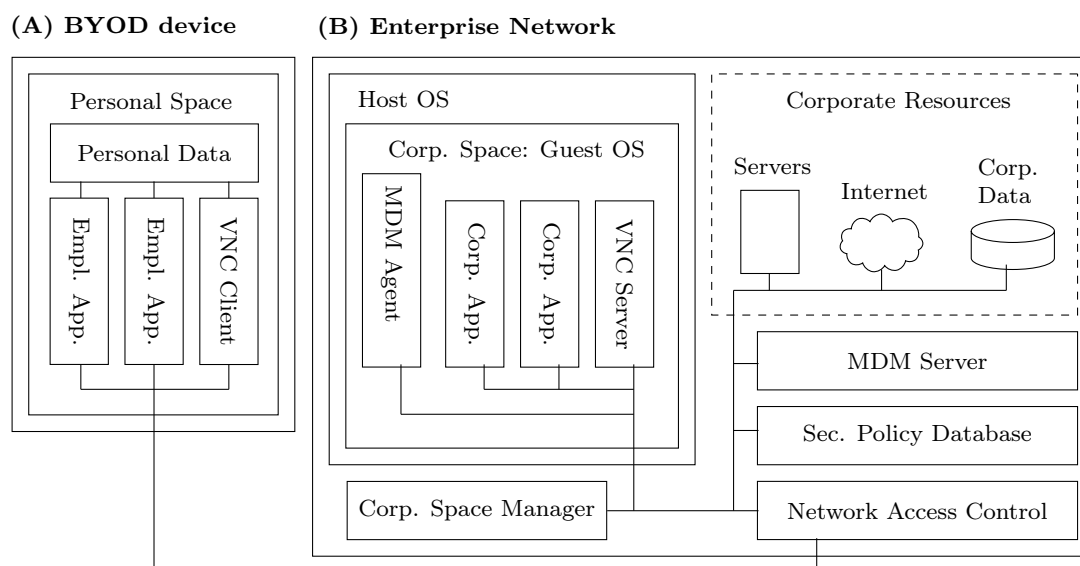 (A) BYOD device
Personal Space
Personal Data
Empl. App.
Empl. App.
VNC Client
(B) Enterprise Network
Host OS
Corp. Space: Guest OS
MDM Agent
Corp. App.
Corp. App.
VNC Server
Corp. Space Manager
Corporate Resources
Servers
Internet
Corp.
Data
MDM Server
Sec. Policy Database
Network Access Control